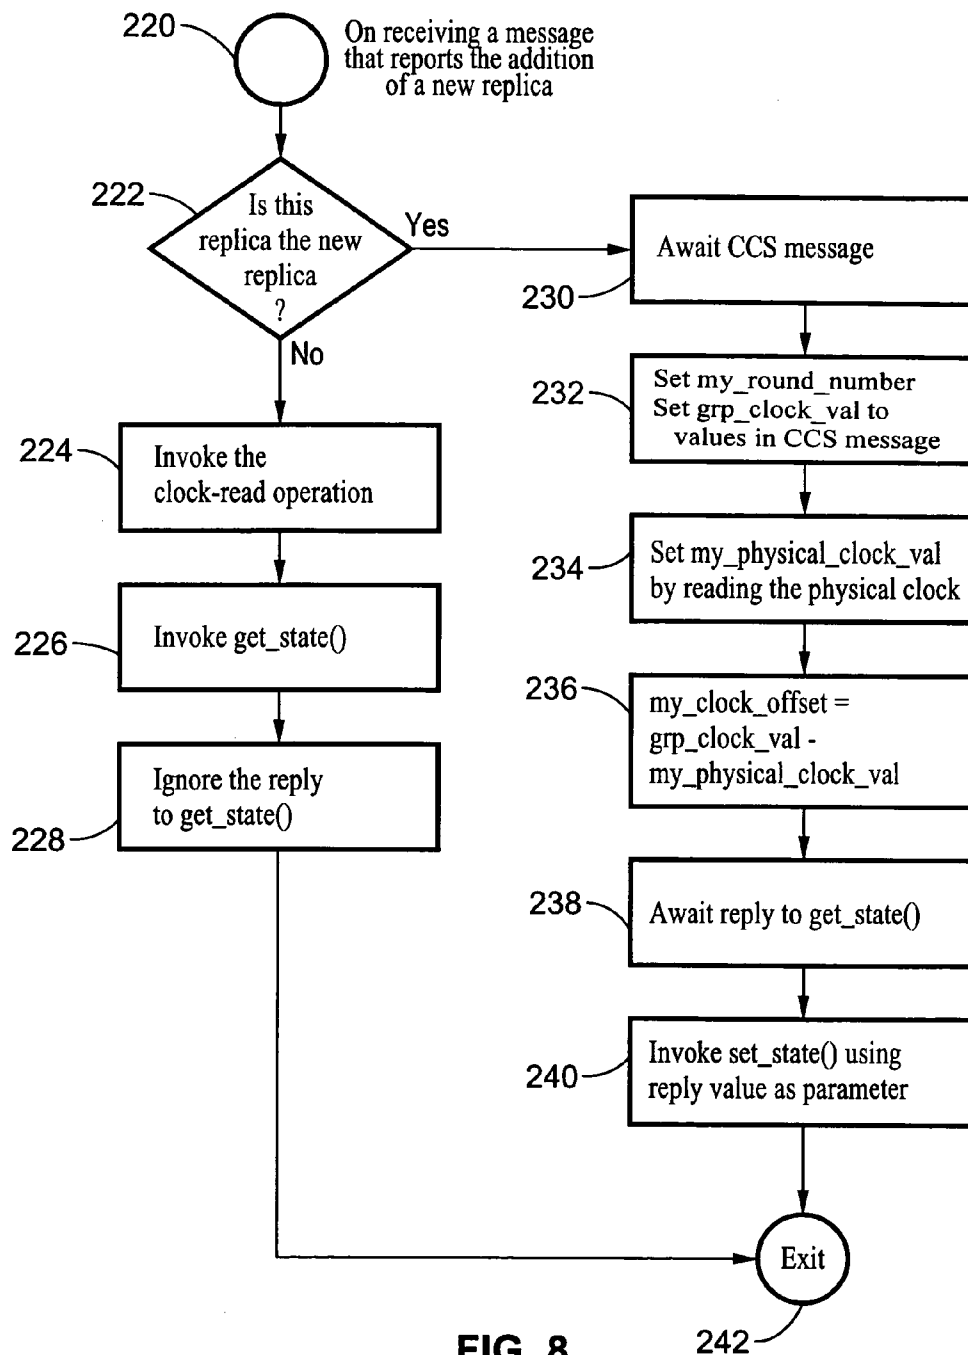 220
On receiving a message
that reports the addition
of a new replica
222
Is this
replica the new
replica
?
Yes
No
224
Invoke the
clock-read operation
226
Invoke get_state()
228
Ignore the reply
to get_state()
Await CCS message
230
232
Set my_round_number
Set grp_clock_val to
values in CCS message
234
Set my_physical_clock_val
by reading the physical clock
236
my_clock_offset =
grp_clock_val -
my_physical_clock_val
238
Await reply to get_state()
240
Invoke set_state() using
reply value as parameter
Exit
242
FIG. 8